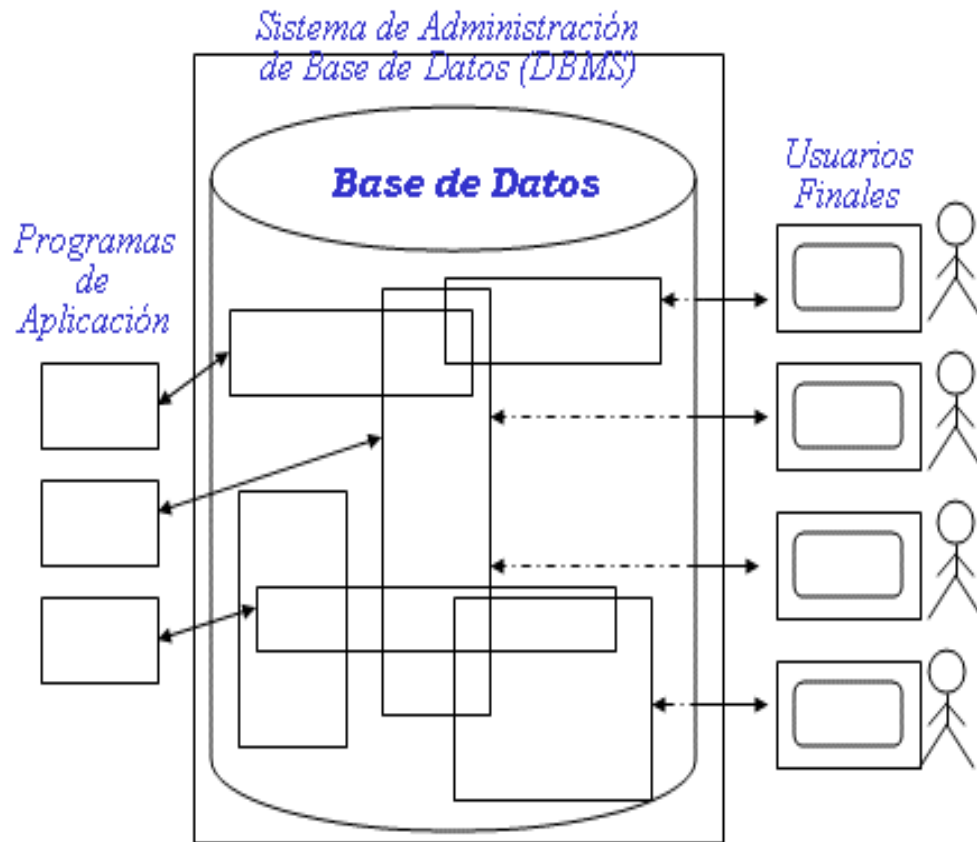 Sistema de Administración
de Base de Datos (DBMS)
Base de Datos
Usuarios
Finales
Programas
de
Aplicación